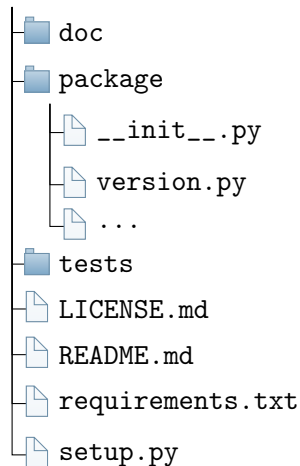 doc
package
__init__.py
version.py
...
tests
LICENSE.md
README.md
requirements.txt
setup.py